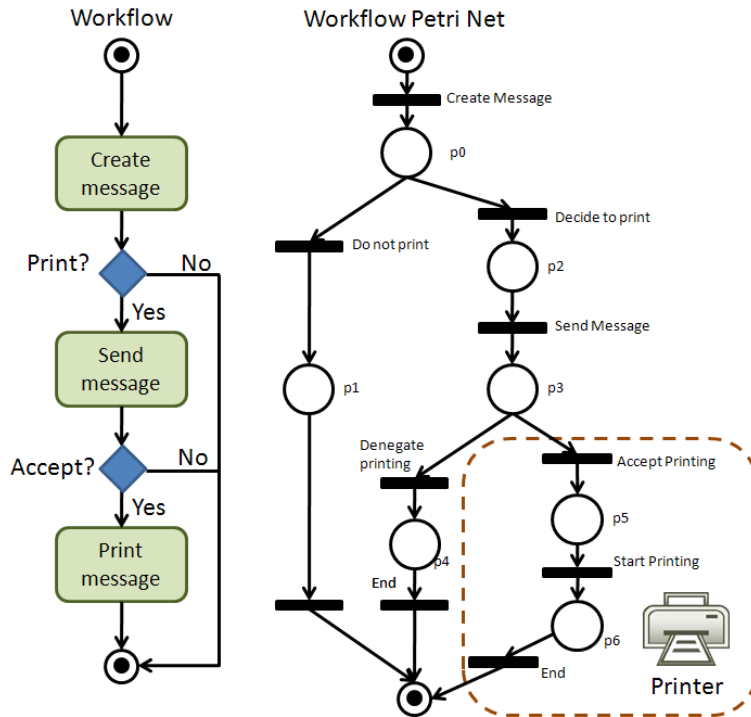 Workflow
Create
message
Print?
No
Yes
Send
message
Accept?
No
Yes
Print
message
Workflow Petri Net
Create Message
p0
Do not print
Decide to print
p2
Send Message
p1
p3
Denegate
printing
Accept Printing
p4
p5
End
Start Printing
p6
End
Printer